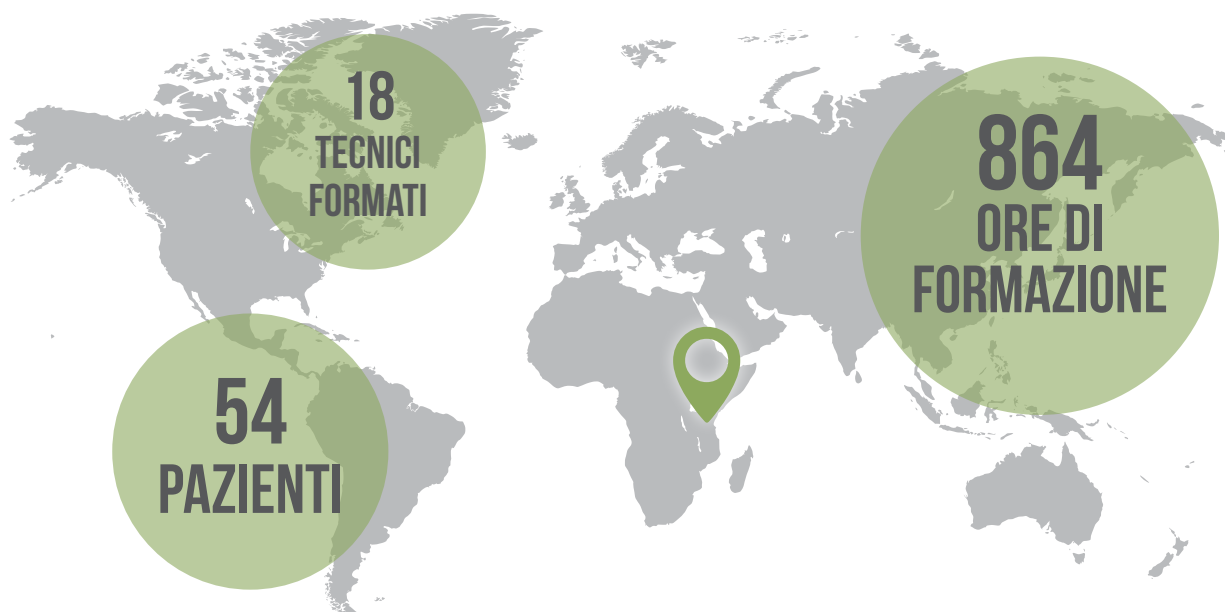 18
TECNICI
FORMATI
864
ORE DI
FORMAZIONE
54
PAZIENTI